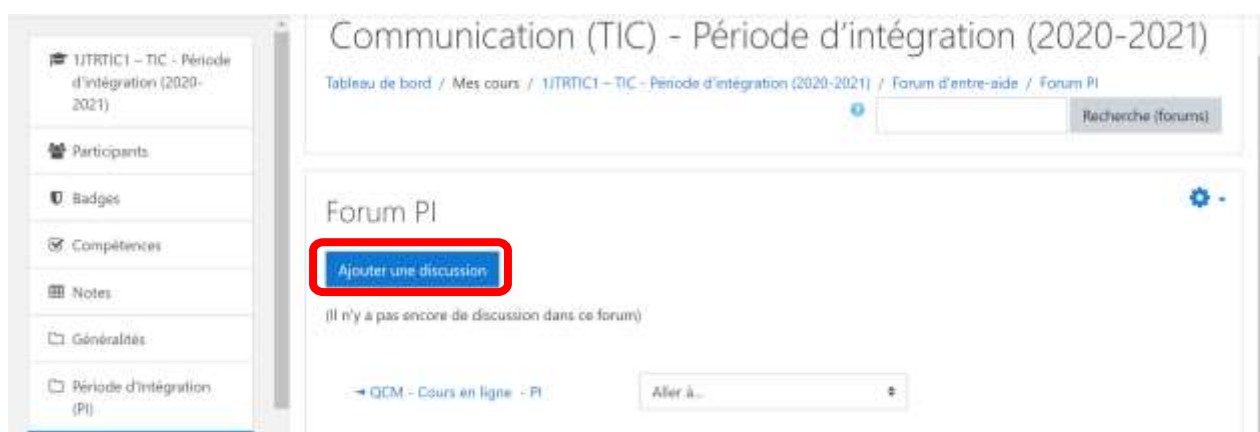 Communication (TIC) - Période d'intégration (2020-2021)
1JTRTIC1 – TIC - Période
d'intégration (2020-
2021)
Tableau de bord / Mes cours / 1JTRTIC1 – TIC - Période d'intégration (2020-2021) / Forum d'entre-aide / Forum PI
Recherche (forums)
Participants
Badges
Compétences
Notes
Généralités
Période d'Intégration
(PI)
Forum PI
Ajouter une discussion
(Il n'y a pas encore de discussion dans ce forum)
→ QCM - Cours en ligne - PI
Aller à...